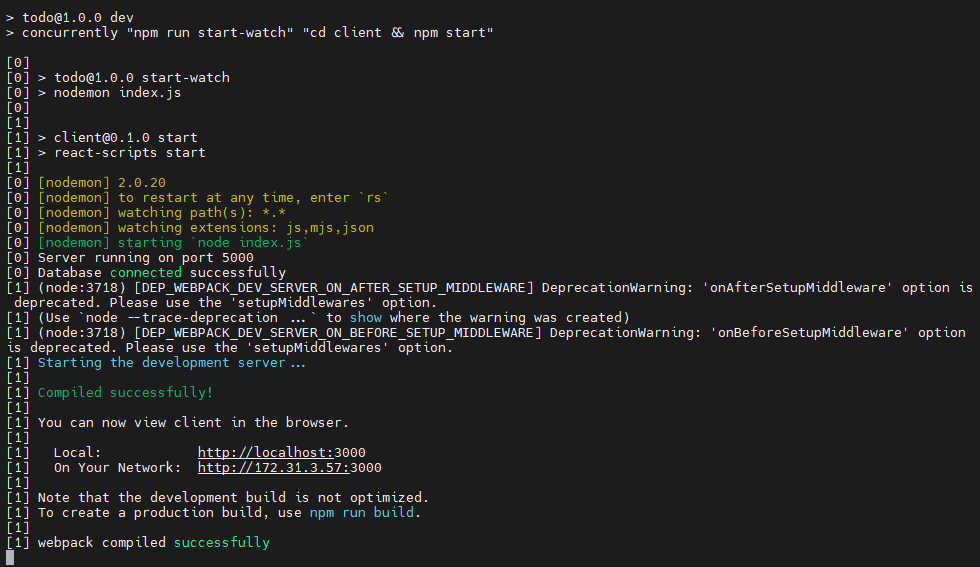 > todo@1.0.0 dev
> concurrently "npm run start-watch" "cd client && npm start"
[0]
[0] > todo@1.0.0 start-watch
[0] > nodemon index.js
[0]
[1]
[1] > client@0.1.0 start
[1] > react-scripts start
[1]
[0] [nodemon] 2.0.20
[0] [nodemon] to restart at any time, enter `rs`
[0] [nodemon] watching path(s): *.*
[0] [nodemon] watching extensions: js,mjs,json
[0] [nodemon] starting `node index.js`
[0] Server running on port 5000
[0] Database connected successfully
[1] (node:3718) [DEP_WEBPACK_DEV_SERVER_ON_AFTER_SETUP_MIDDLEWARE] DeprecationWarning: 'onAfterSetupMiddleware' option is
deprecated. Please use the 'setupMiddlewares' option.
[1] (Use `node --trace-deprecation ...` to show where the warning was created)
[1] (node:3718) [DEP_WEBPACK_DEV_SERVER_ON_BEFORE_SETUP_MIDDLEWARE] DeprecationWarning: 'onBeforeSetupMiddleware' option
is deprecated. Please use the 'setupMiddlewares' option.
[1] Starting the development server...
[1]
[1] Compiled successfully!
[1]
[1] You can now view client in the browser.
[1]
[1]   Local:            http://localhost:3000
[1]   On Your Network:  http://172.31.3.57:3000
[1]
[1] Note that the development build is not optimized.
[1] To create a production build, use npm run build.
[1]
[1] webpack compiled successfully